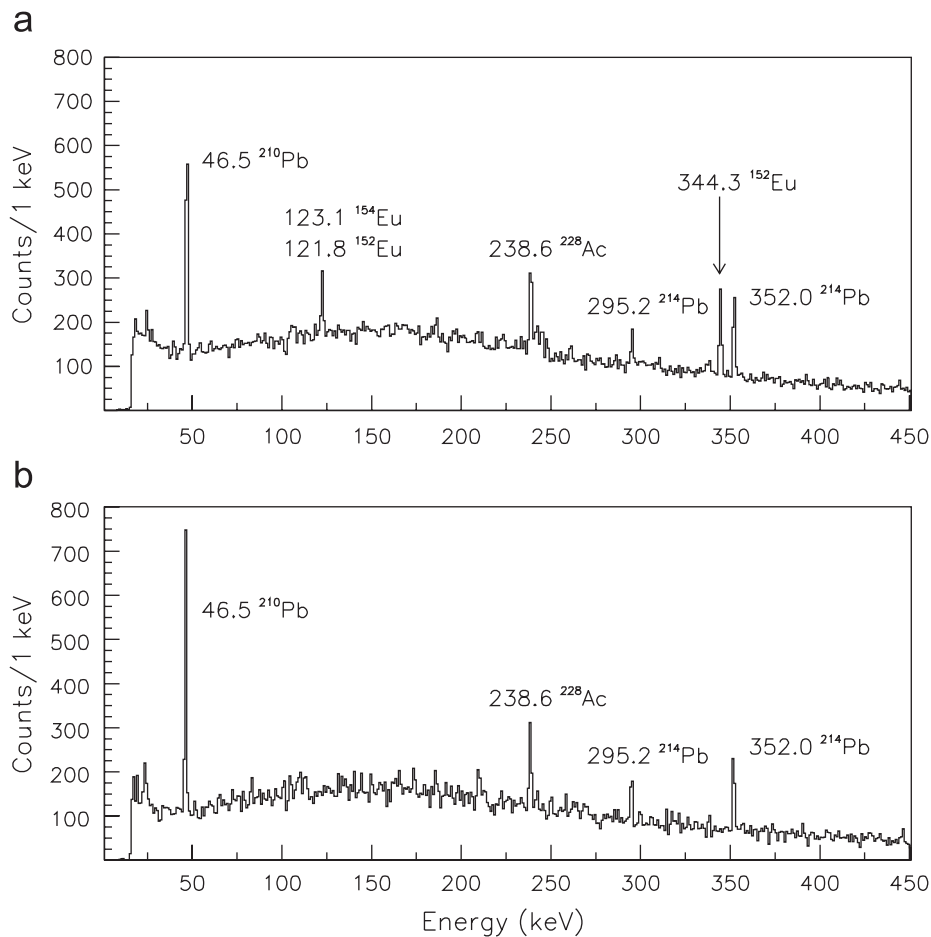 a
800
700
600
500
400
300
200
100
Counts/1 keV
46.5 ²¹⁰Pb
123.1 ¹⁵⁴Eu
121.8 ¹⁵²Eu
238.6 ²²⁸Ac
295.2 ²¹⁴Pb
344.3 ¹⁵²Eu
352.0 ²¹⁴Pb
50 100 150 200 250 300 350 400 450
b
800
700
600
500
400
300
200
100
Counts/1 keV
46.5 ²¹⁰Pb
238.6 ²²⁸Ac
295.2 ²¹⁴Pb
352.0 ²¹⁴Pb
50 100 150 200 250 300 350 400 450
Energy (keV)